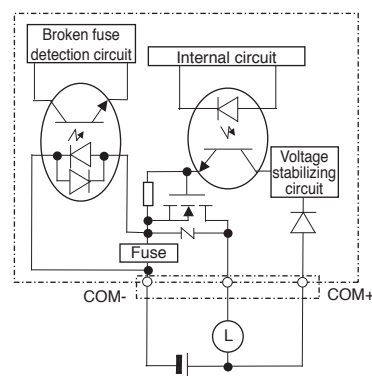 Broken fuse
detection circuit
Internal circuit
Voltage
stabilizing
circuit
Fuse
COM-
COM+
L